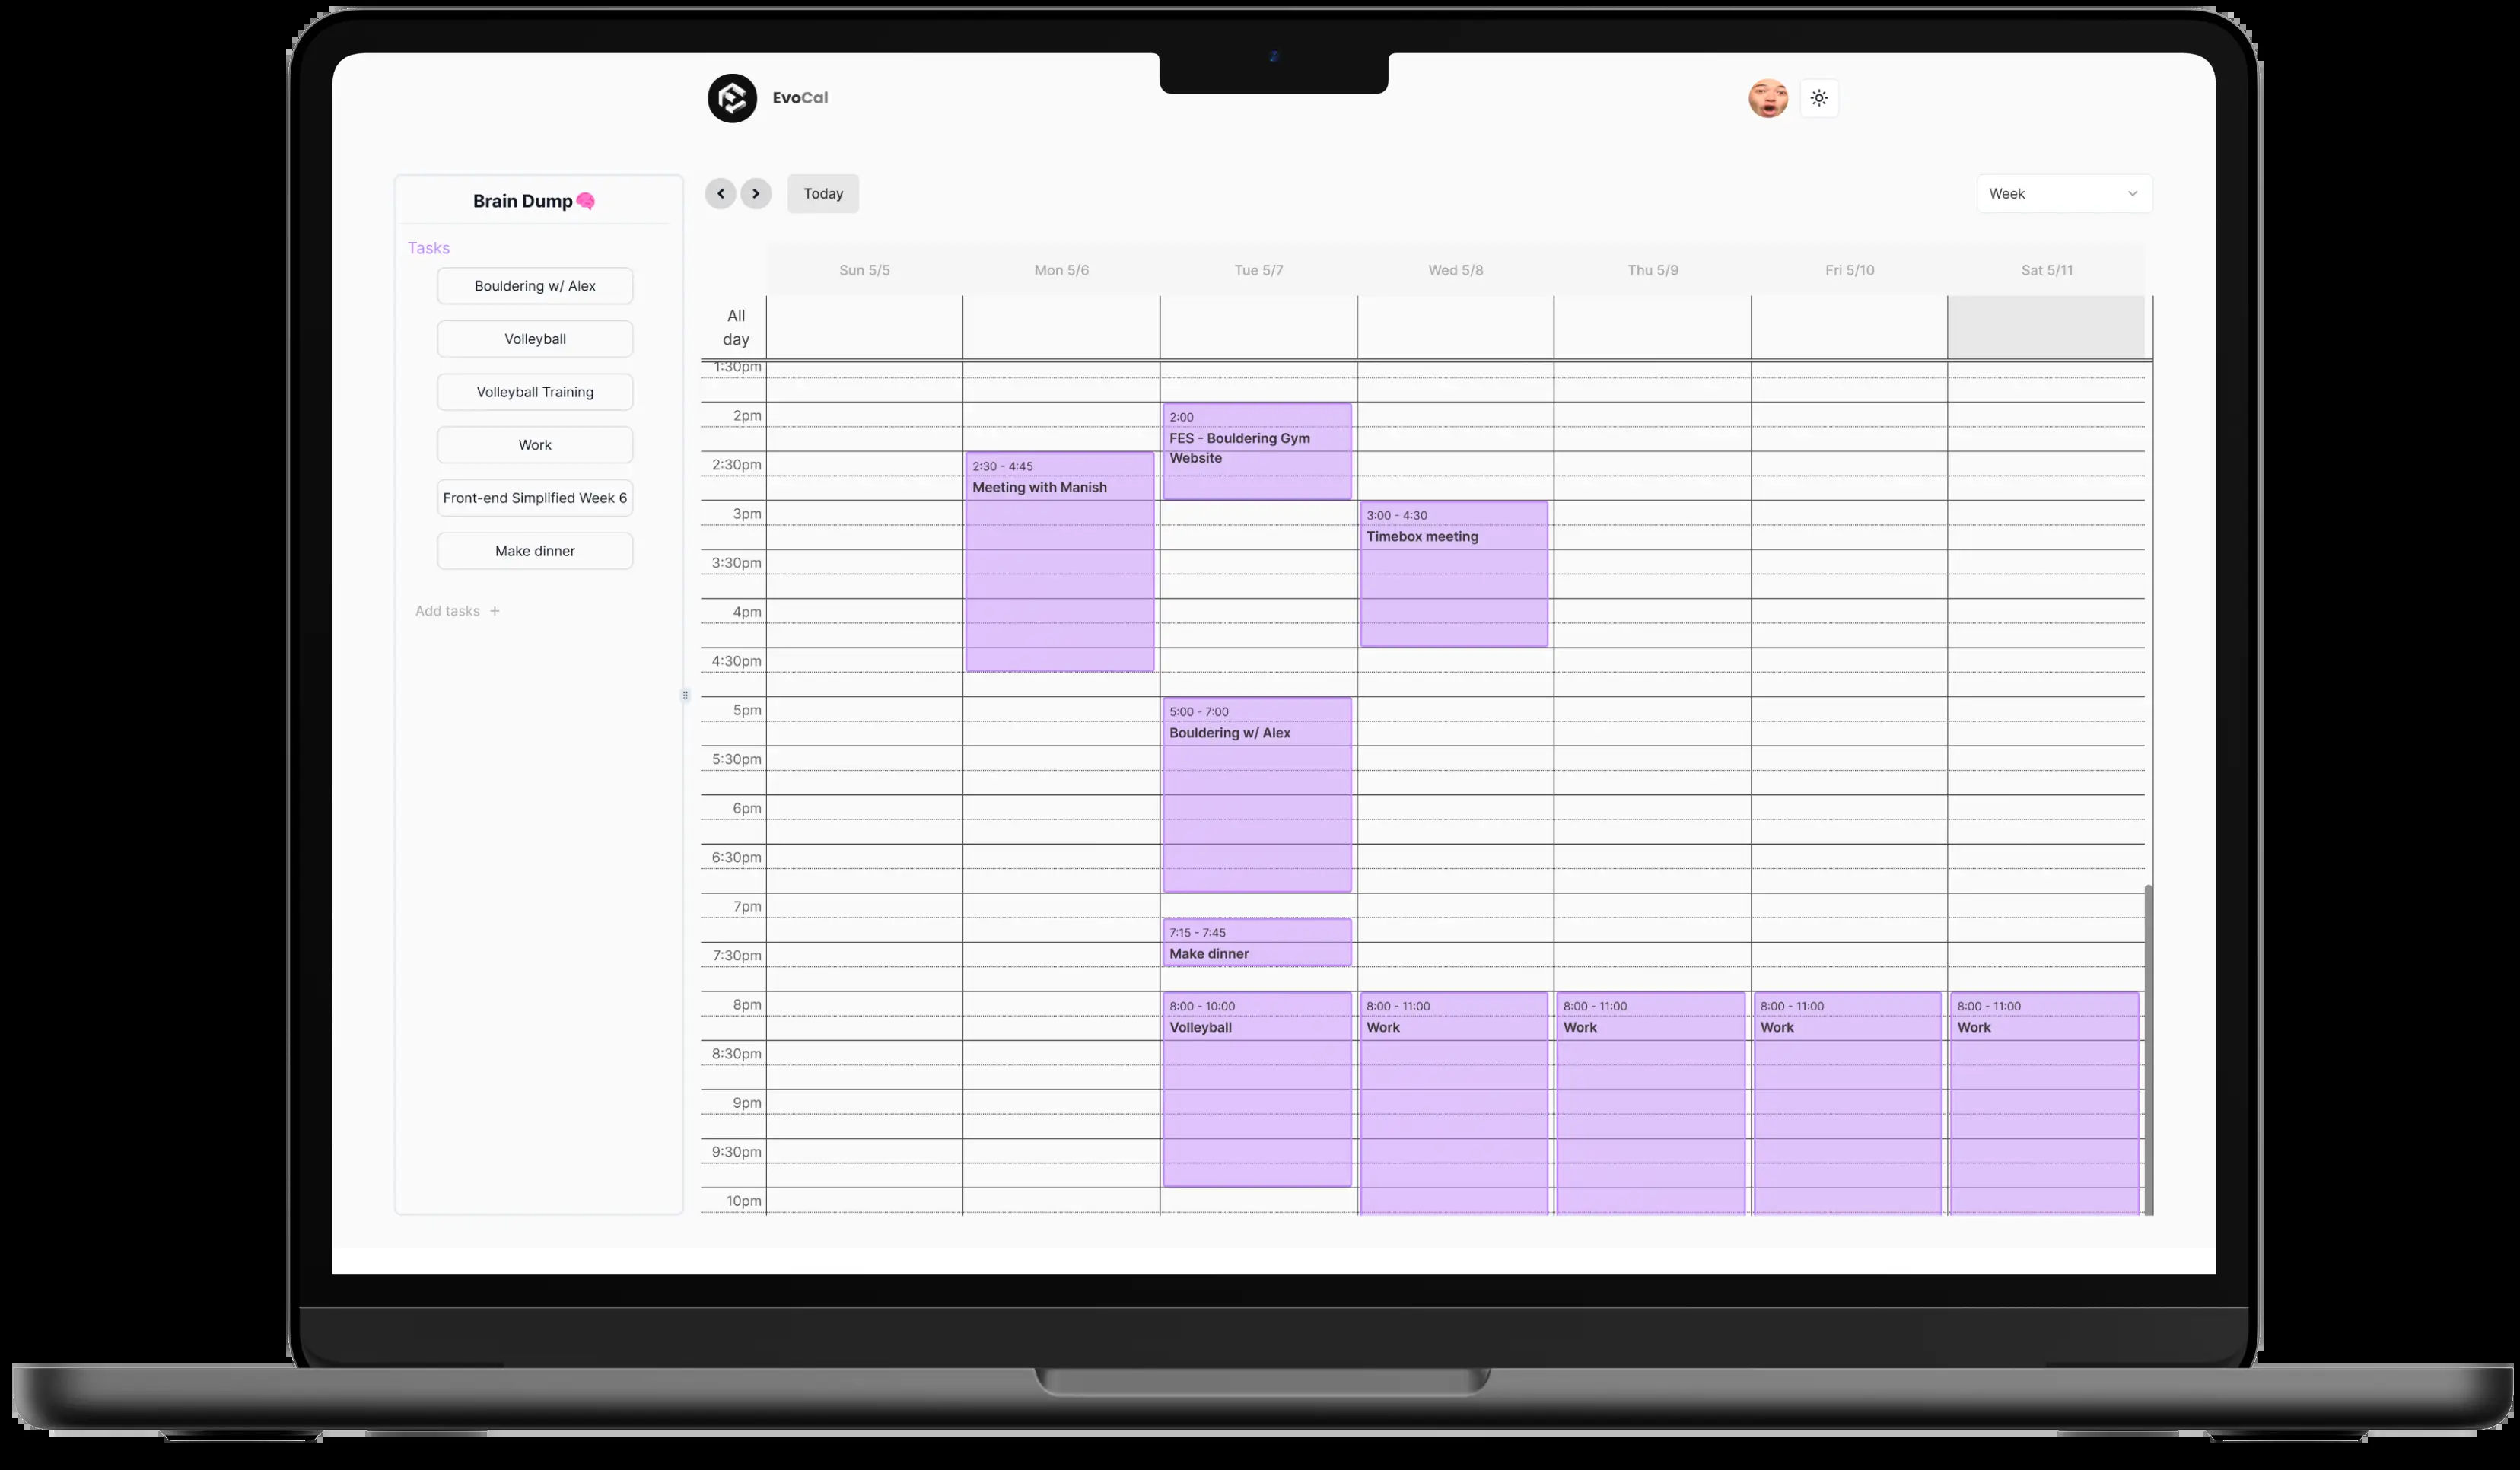 EvoCal
Brain Dump🧠
Tasks
Bouldering w/ Alex
Volleyball
Volleyball Training
Work
Front-end Simplified Week 6
Make dinner
Add tasks +
Today
Week
Sun 5/5
Mon 5/6
Tue 5/7
Wed 5/8
Thu 5/9
Fri 5/10
Sat 5/11
All
day
1:30pm
2pm
2:30pm
3pm
3:30pm
4pm
4:30pm
5pm
5:30pm
6pm
6:30pm
7pm
7:30pm
8pm
8:30pm
9pm
9:30pm
10pm
2:30 - 4:45
Meeting with Manish
2:00
FES - Bouldering Gym
Website
5:00 - 7:00
Bouldering w/ Alex
7:15 - 7:45
Make dinner
8:00 - 10:00
Volleyball
3:00 - 4:30
Timebox meeting
8:00 - 11:00
Work
8:00 - 11:00
Work
8:00 - 11:00
Work
8:00 - 11:00
Work